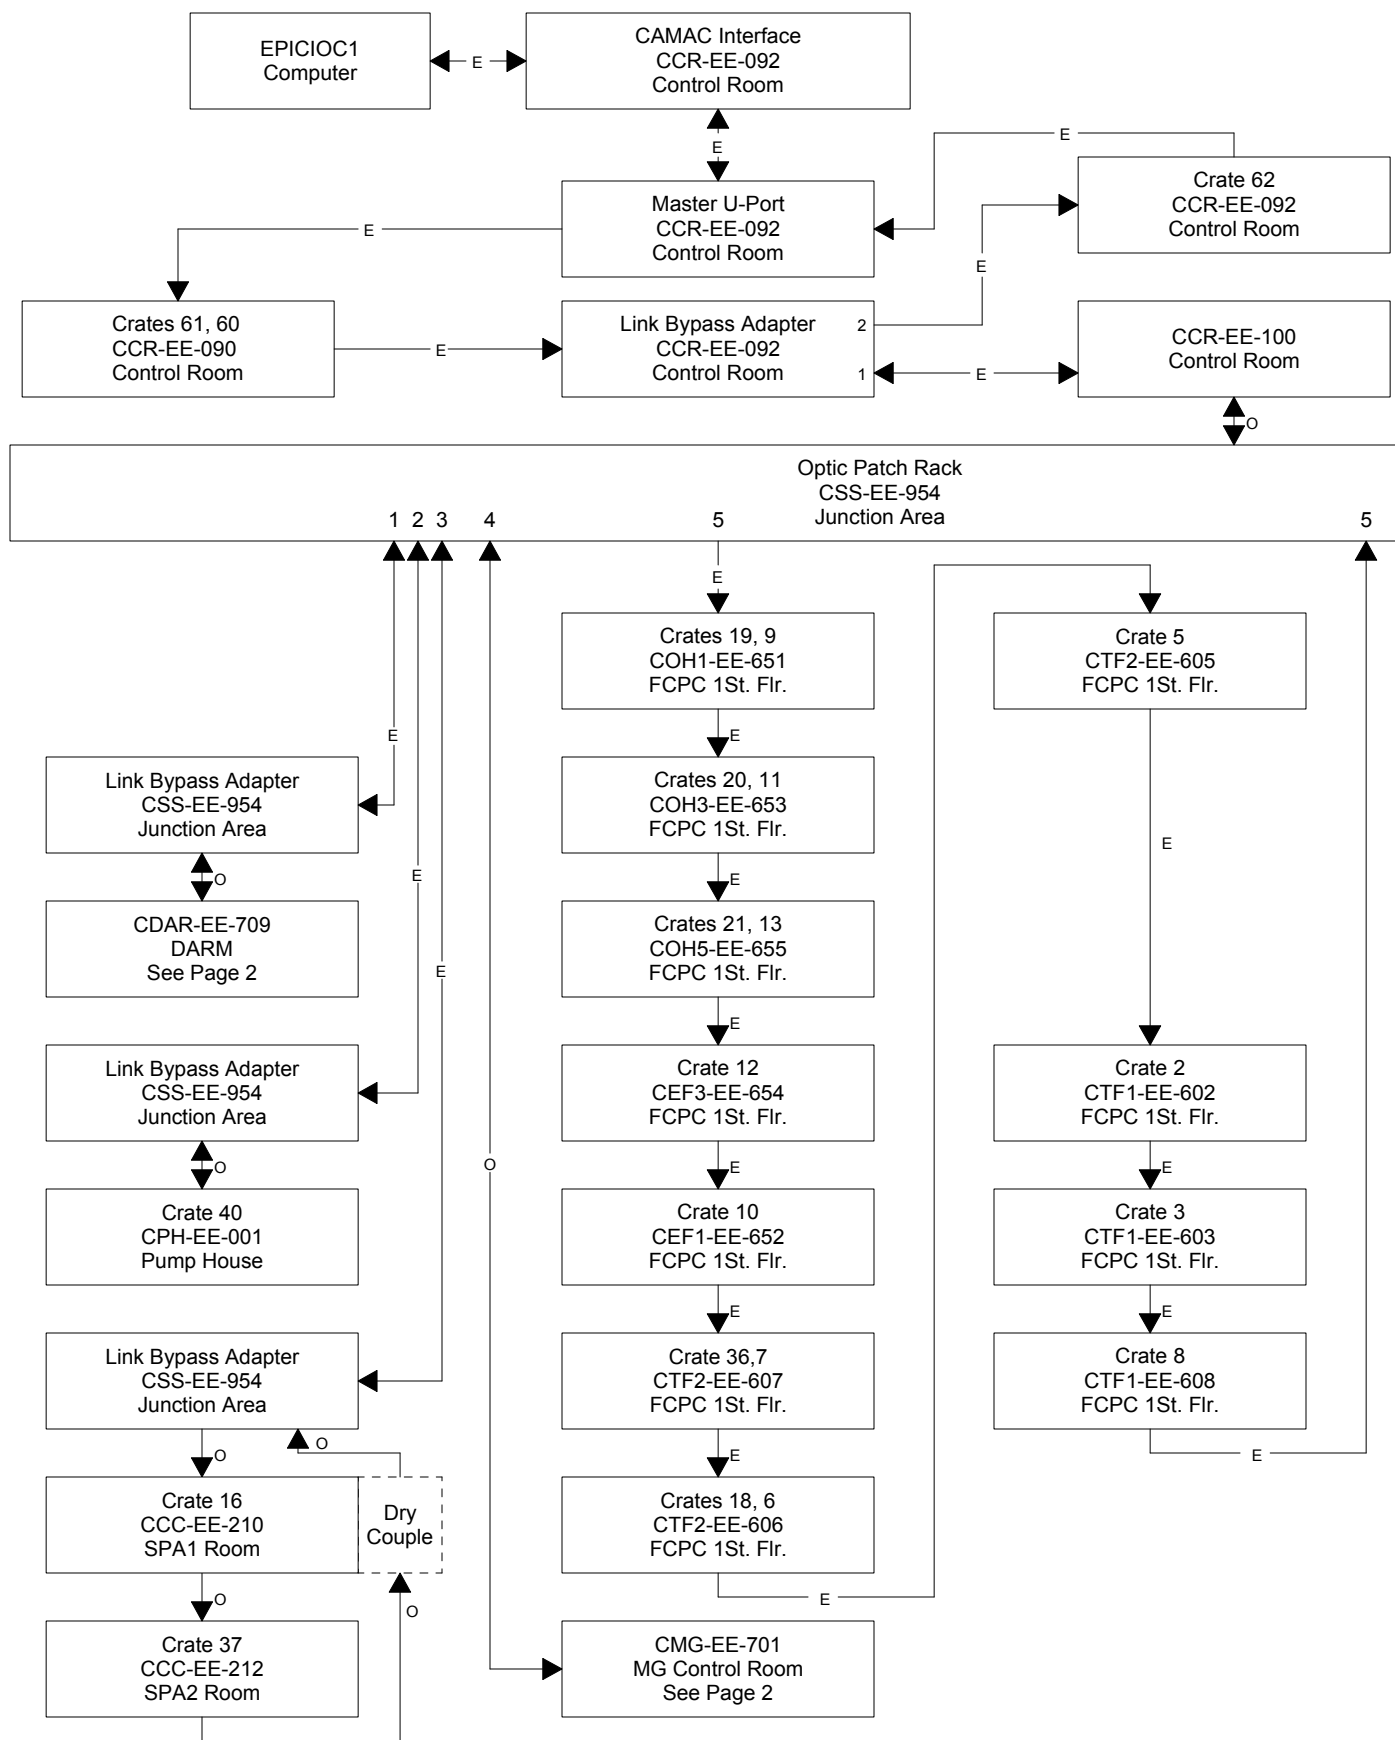 EPICIOC1
Computer
E
CAMAC Interface
CCR-EE-092
Control Room
E
E
Master U-Port
CCR-EE-092
Control Room
Crate 62
CCR-EE-092
Control Room
E
E
Crates 61, 60
CCR-EE-090
Control Room
E
Link Bypass Adapter
CCR-EE-092
Control Room
2
1
E
CCR-EE-100
Control Room
O
Optic Patch Rack
CSS-EE-954
Junction Area
1 2 3 4 5 5
E
E
Link Bypass Adapter
CSS-EE-954
Junction Area
O
CDAR-EE-709
DARM
See Page 2
E
E
Link Bypass Adapter
CSS-EE-954
Junction Area
O
Crate 40
CPH-EE-001
Pump House
O
Link Bypass Adapter
CSS-EE-954
Junction Area
O
O
Crate 16
CCC-EE-210
SPA1 Room
Dry
Couple
O
O
Crate 37
CCC-EE-212
SPA2 Room
Crates 19, 9
COH1-EE-651
FCPC 1St. Flr.
E
Crates 20, 11
COH3-EE-653
FCPC 1St. Flr.
E
Crates 21, 13
COH5-EE-655
FCPC 1St. Flr.
E
Crate 12
CEF3-EE-654
FCPC 1St. Flr.
E
Crate 10
CEF1-EE-652
FCPC 1St. Flr.
E
Crate 36,7
CTF2-EE-607
FCPC 1St. Flr.
E
Crates 18, 6
CTF2-EE-606
FCPC 1St. Flr.
E
CMG-EE-701
MG Control Room
See Page 2
Crate 5
CTF2-EE-605
FCPC 1St. Flr.
E
Crate 2
CTF1-EE-602
FCPC 1St. Flr.
E
Crate 3
CTF1-EE-603
FCPC 1St. Flr.
E
Crate 8
CTF1-EE-608
FCPC 1St. Flr.
E